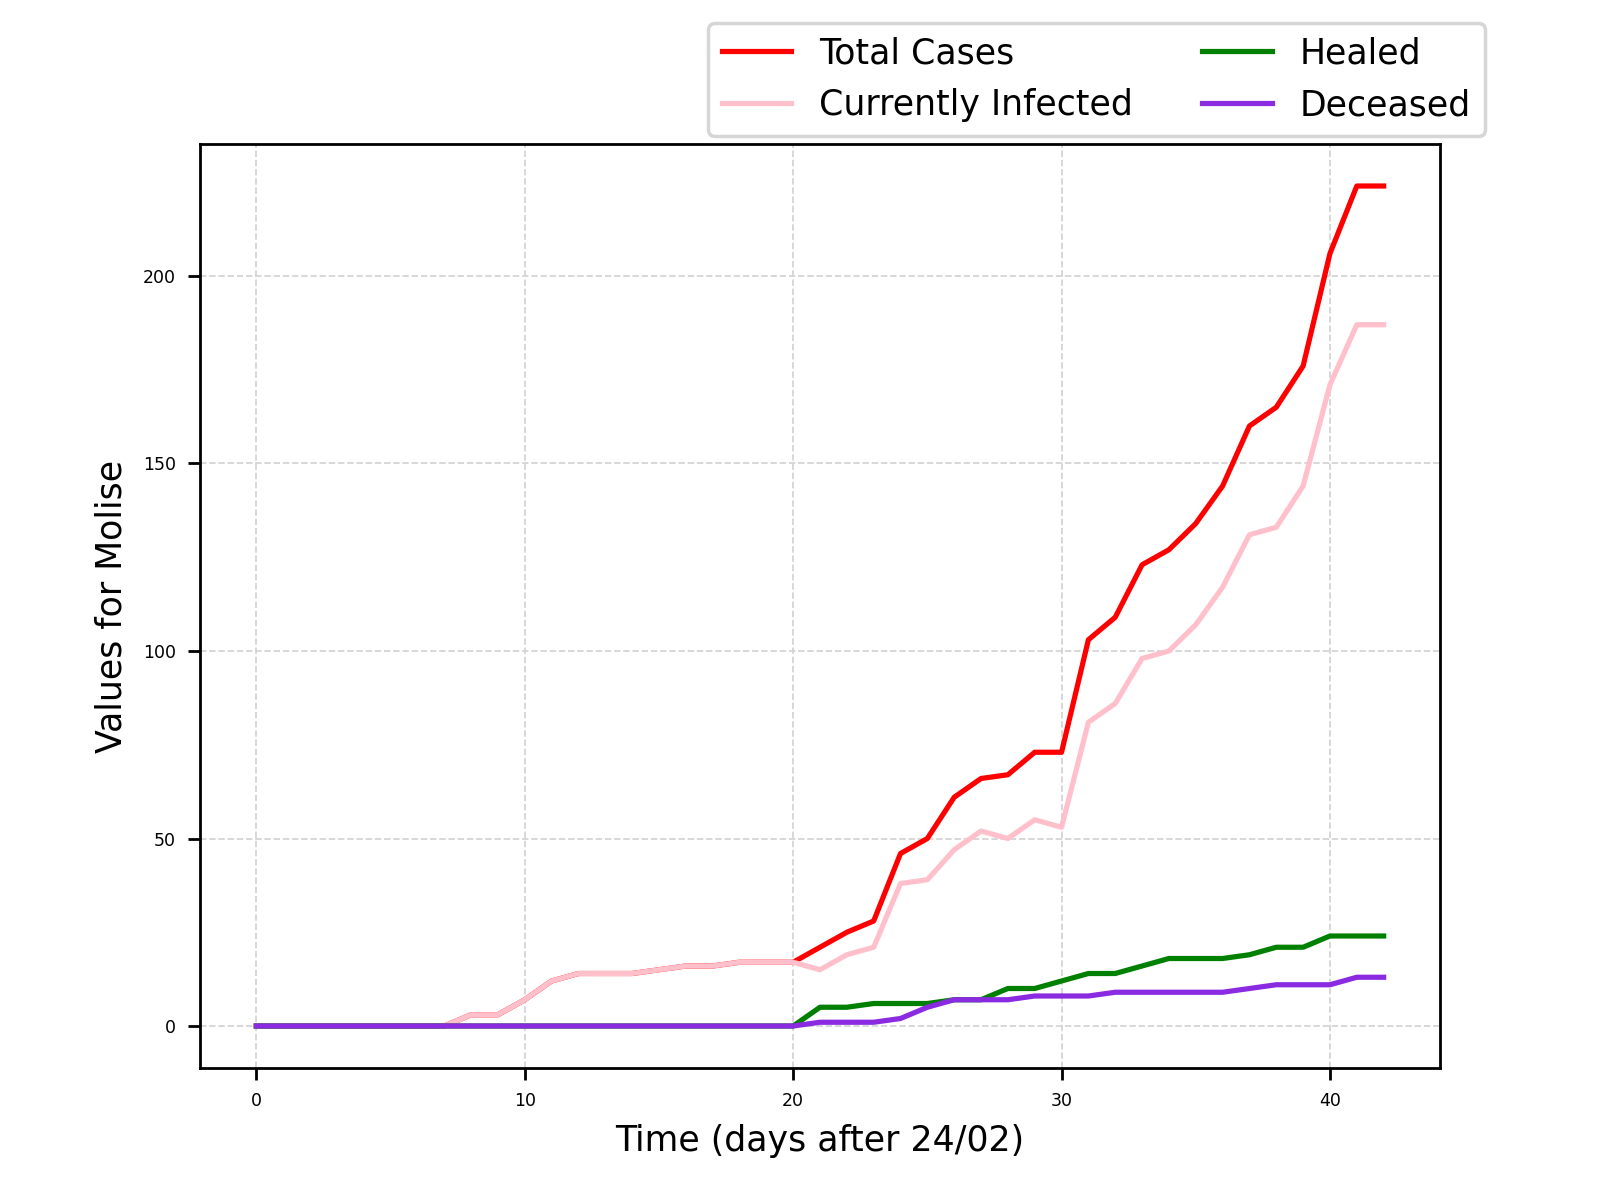 Total Cases
Currently Infected
Healed
Deceased
200
150
100
50
0
Values for Molise
0 10 20 30 40
Time (days after 24/02)